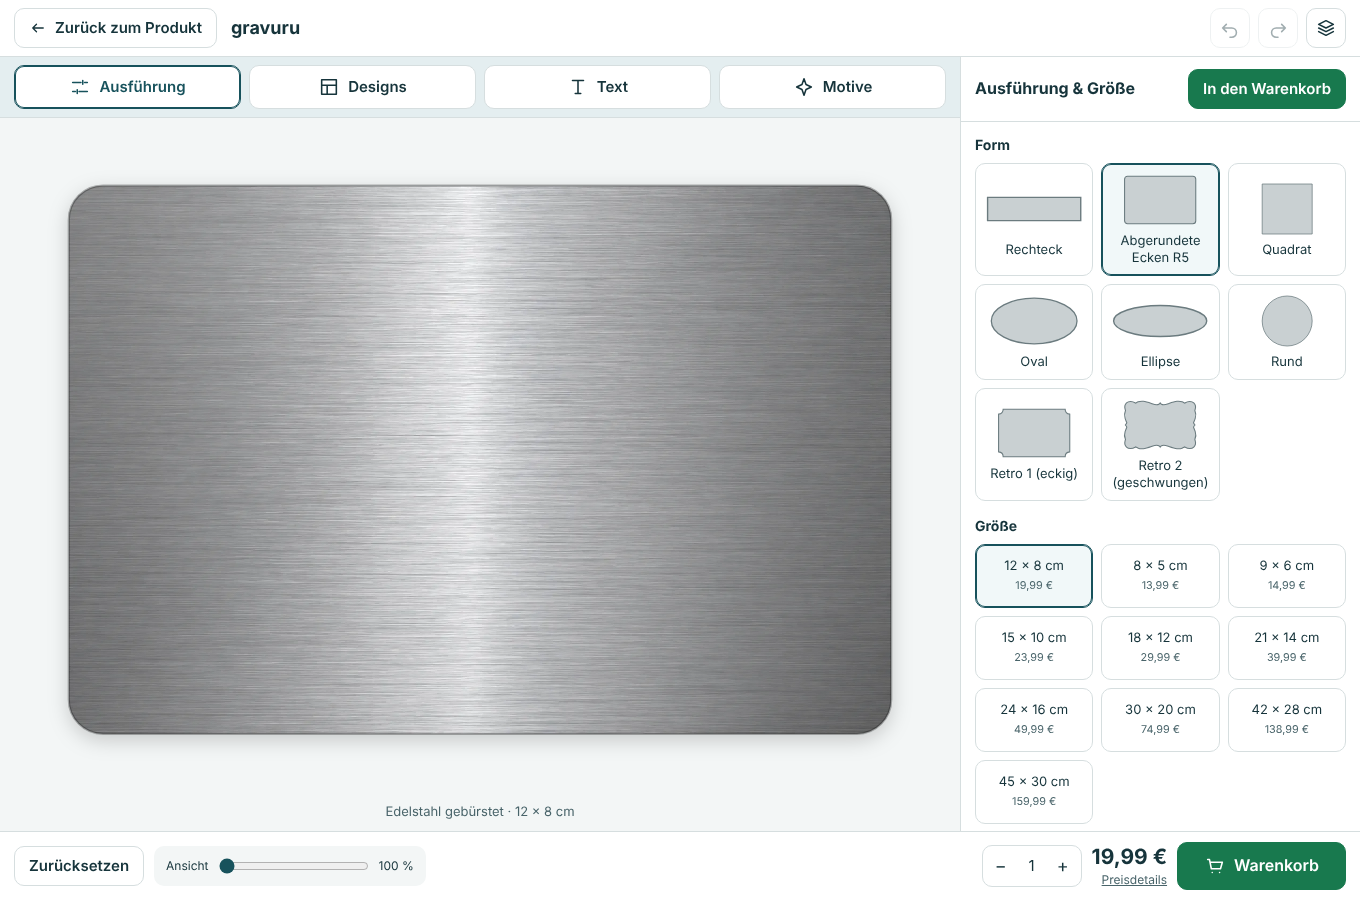 Zurück zum Produkt
gravuru
Ausführung
Designs
Text
Motive
Ausführung & Größe
In den Warenkorb
Form
Rechteck
Abgerundete
Ecken R5
Quadrat
Oval
Ellipse
Rund
Retro 1 (eckig)
Retro 2
(geschwungen)
Größe
12 × 8 cm
19,99 €
8 × 5 cm
13,99 €
9 × 6 cm
14,99 €
15 × 10 cm
23,99 €
18 × 12 cm
29,99 €
21 × 14 cm
39,99 €
24 × 16 cm
49,99 €
30 × 20 cm
74,99 €
42 × 28 cm
138,99 €
45 × 30 cm
159,99 €
Edelstahl gebürstet · 12 × 8 cm
Zurücksetzen
Ansicht
100 %
− 1 +
19,99 €
Preisdetails
Warenkorb